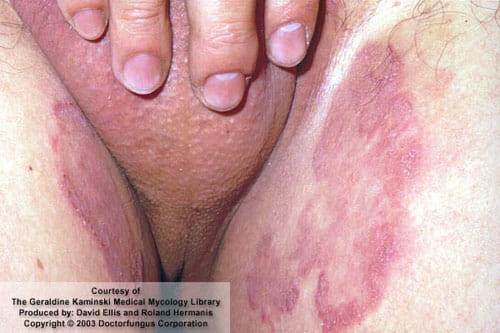 Courtesy of
The Geraldine Kaminski Medical Mycology Library
Produced by: David Ellis and Roland Hermanis
Copyright © 2003 Doctorfungus Corporation